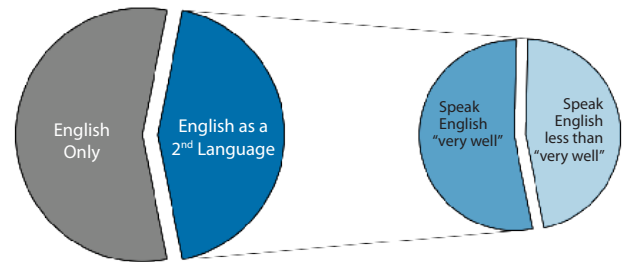 English
Only
English as a
2nd Language
Speak
English
"very well"
Speak
English
less than
"very well"